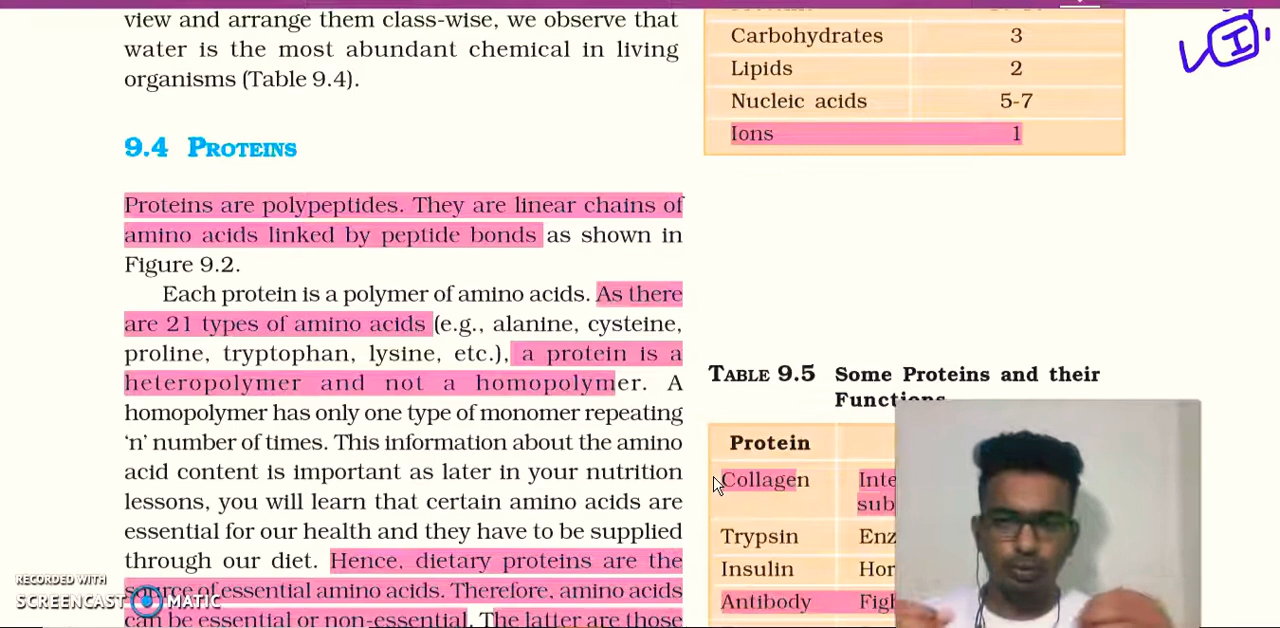 view and arrange them class-wise, we observe that
water is the most abundant chemical in living
organisms (Table 9.4).
9.4 PROTEINS
Proteins are polypeptides. They are linear chains of
amino acids linked by peptide bonds as shown in
Figure 9.2.
Each protein is a polymer of amino acids. As there
are 21 types of amino acids (e.g., alanine, cysteine,
proline, tryptophan, lysine, etc.), a protein is a
heteropolymer and not a homopolymer. A
homopolymer has only one type of monomer repeating
‘n’ number of times. This information about the amino
acid content is important as later in your nutrition
lessons, you will learn that certain amino acids are
essential for our health and they have to be supplied
through our diet. Hence, dietary proteins are the
source of essential amino acids. Therefore, amino acids
can be essential or non-essential. The latter are those
Carbohydrates 3
Lipids 2
Nucleic acids 5-7
Ions 1
I
TABLE 9.5 Some Proteins and their
Functions
Protein
Collagen Inte
sub
Trypsin Enz
Insulin Hor
Antibody Figh
RECORDED WITH
SCREENCAST MATIC